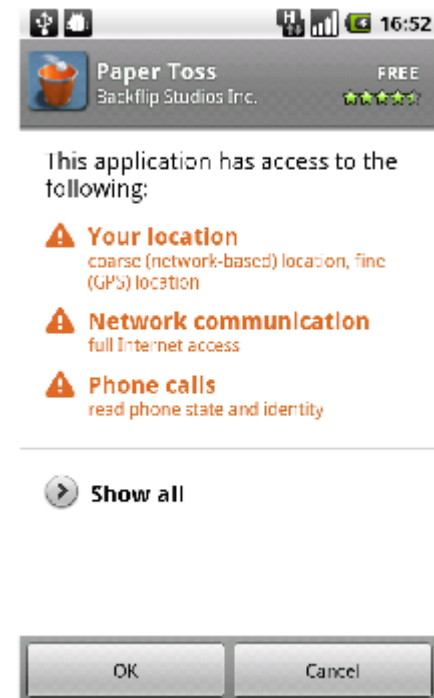 H 16:52
Paper Toss FREE
Backflip Studios Inc.
This application has access to the
following:
Your location
coarse (network-based) location, fine
(GPS) location
Network communication
full Internet access
Phone calls
read phone state and identity
Show all
OK Cancel